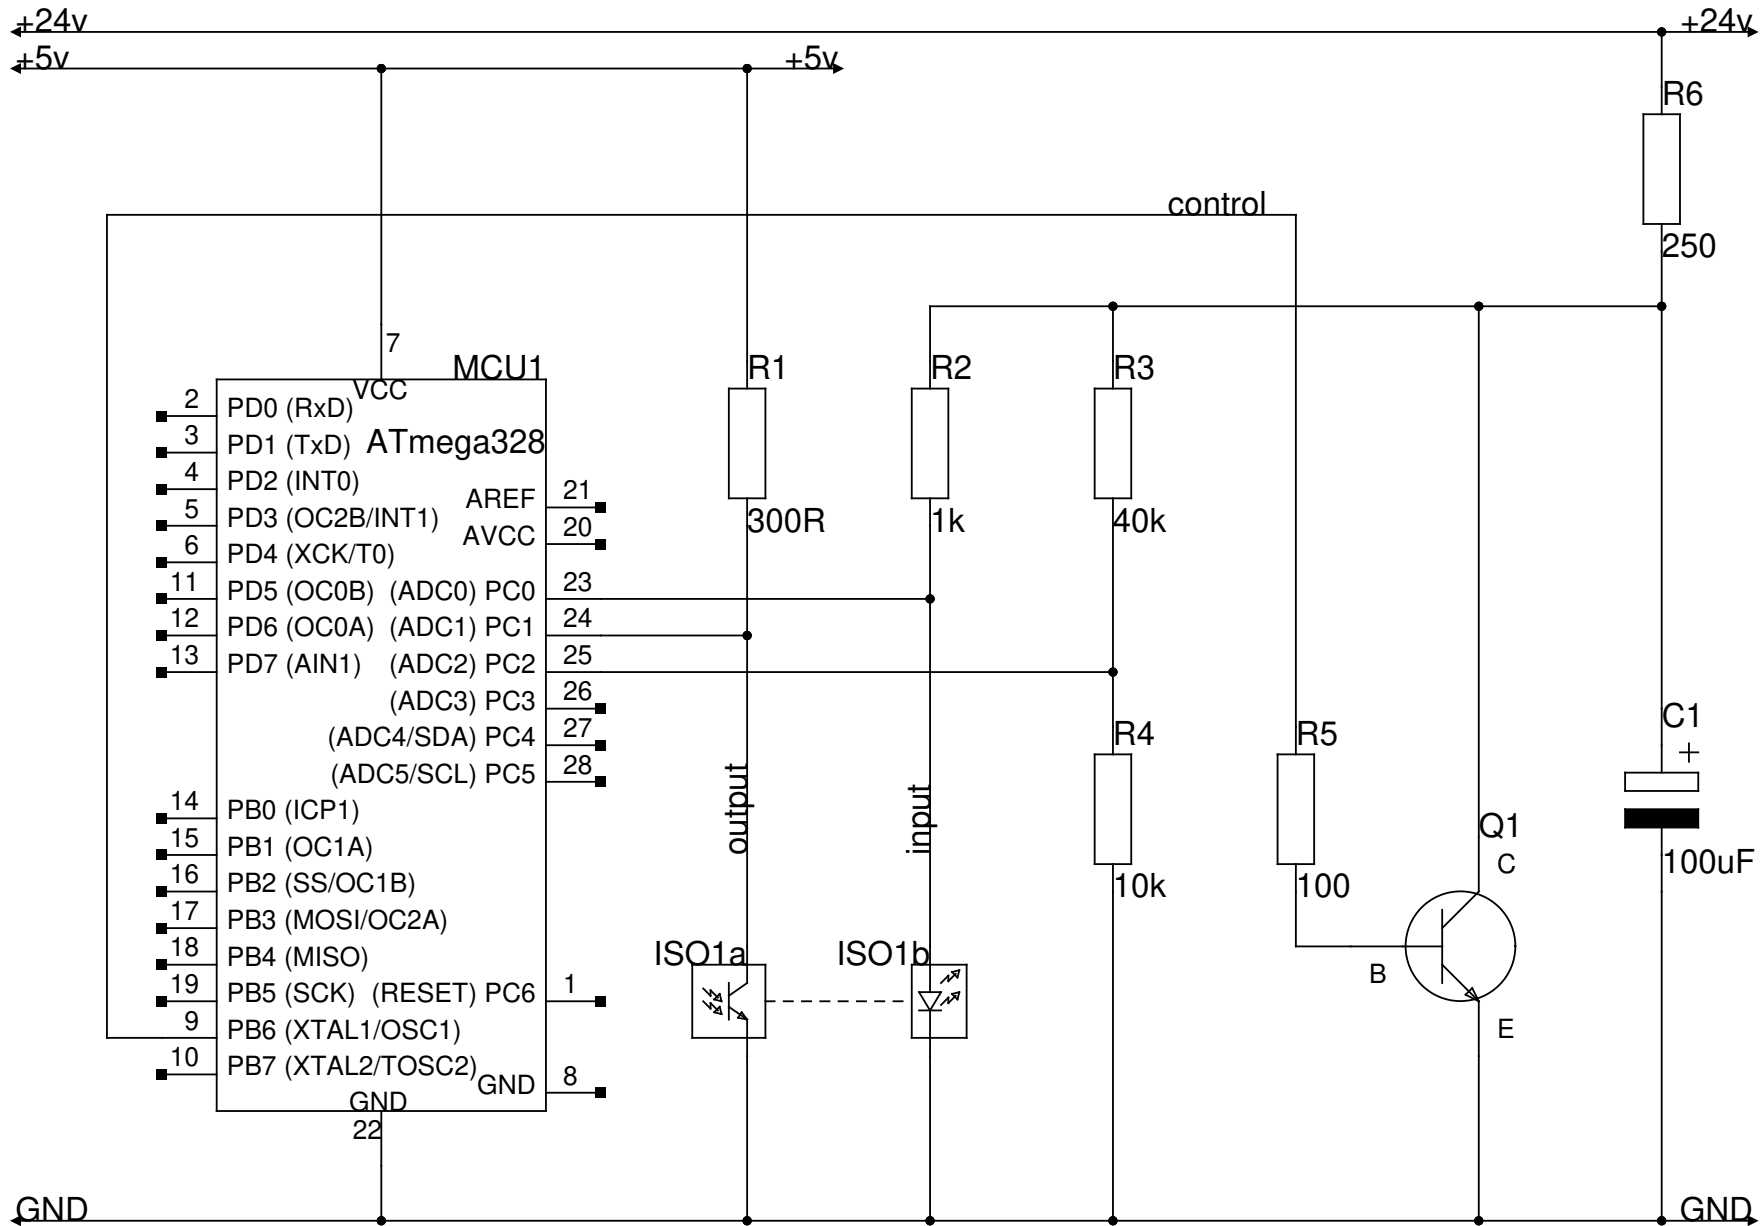 +24v +24v
+5v +5v
R6
control
250
7
MCU1 R1 R2 R3
VCC
2 PD0 (RxD)
3 PD1 (TxD) ATmega328
4 PD2 (INT0)
AREF 21
5 PD3 (OC2B/INT1)
300R 1k 40k
AVCC 20
6 PD4 (XCK/T0)
11 PD5 (OC0B) (ADC0) PC0 23
12 PD6 (OC0A) (ADC1) PC1 24
13 PD7 (AIN1) (ADC2) PC2 25
(ADC3) PC3 26
C1
+
(ADC4/SDA) PC4 27
R4 R5
(ADC5/SCL) PC5 28
output
input
14 PB0 (ICP1)
Q1
15 PB1 (OC1A)
C
100uF
16 PB2 (SS/OC1B)
10k 100
17 PB3 (MOSI/OC2A)
18 PB4 (MISO)
ISO1a ISO1b
B
19 PB5 (SCK) (RESET) PC6 1
9 PB6 (XTAL1/OSC1)
E
10 PB7 (XTAL2/TOSC2)
GND 8
GND
22
GND GND